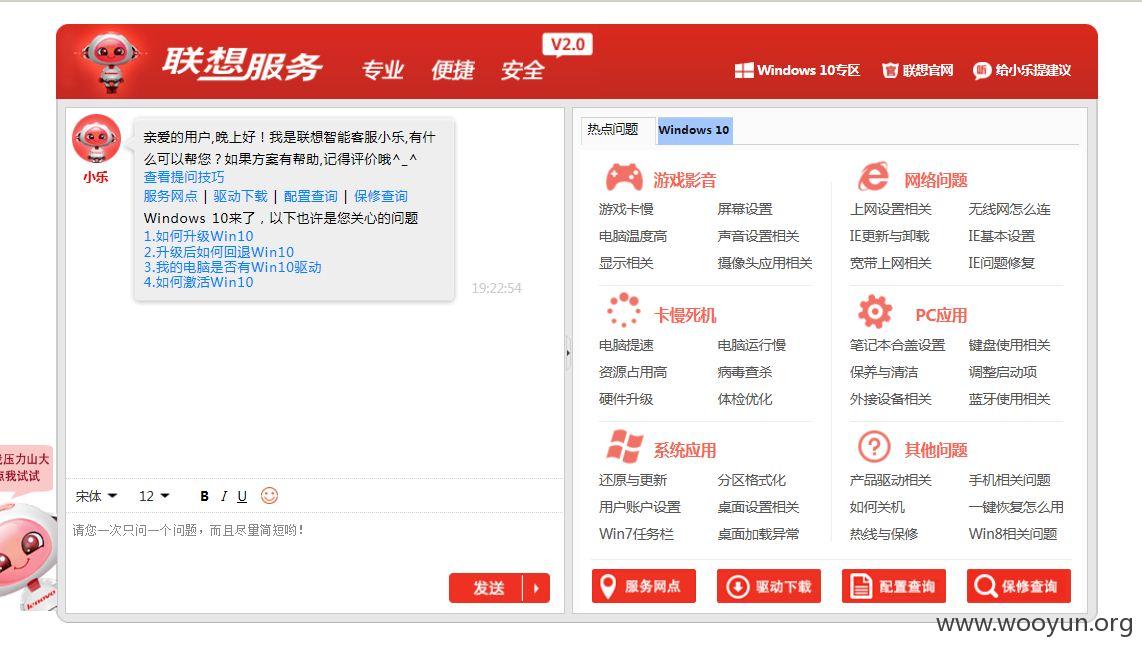 联想服务 专业 便捷 安全 V2.0
Windows 10专区 联想官网 给小乐提建议
小乐
亲爱的用户,晚上好！我是联想智能客服小乐,有什
么可以帮您？如果方案有帮助,记得评价哦^_^
查看提问技巧
服务网点 | 驱动下载 | 配置查询 | 保修查询
Windows 10来了，以下也许是您关心的问题
1.如何升级Win10
2.升级后如何回退Win10
3.我的电脑是否有Win10驱动
4.如何激活Win10
19:22:54
宋体 12 B I U
请您一次只问一个问题，而且尽量简短哟！
发送
压力山大
点我试试
lenovo
热点问题 Windows 10
游戏影音
游戏卡慢 屏幕设置
电脑温度高 声音设置相关
显示相关 摄像头应用相关
网络问题
上网设置相关 无线网怎么连
IE更新与卸载 IE基本设置
宽带上网相关 IE问题修复
卡慢死机
电脑提速 电脑运行慢
资源占用高 病毒查杀
硬件升级 体检优化
PC应用
笔记本合盖设置 键盘使用相关
保养与清洁 调整启动项
外接设备相关 蓝牙使用相关
系统应用
还原与更新 分区格式化
用户账户设置 桌面设置相关
Win7任务栏 桌面加载异常
其他问题
产品驱动相关 手机相关问题
如何关机 一键恢复怎么用
热线与保修 Win8相关问题
服务网点 驱动下载 配置查询 保修查询
www.wooyun.org